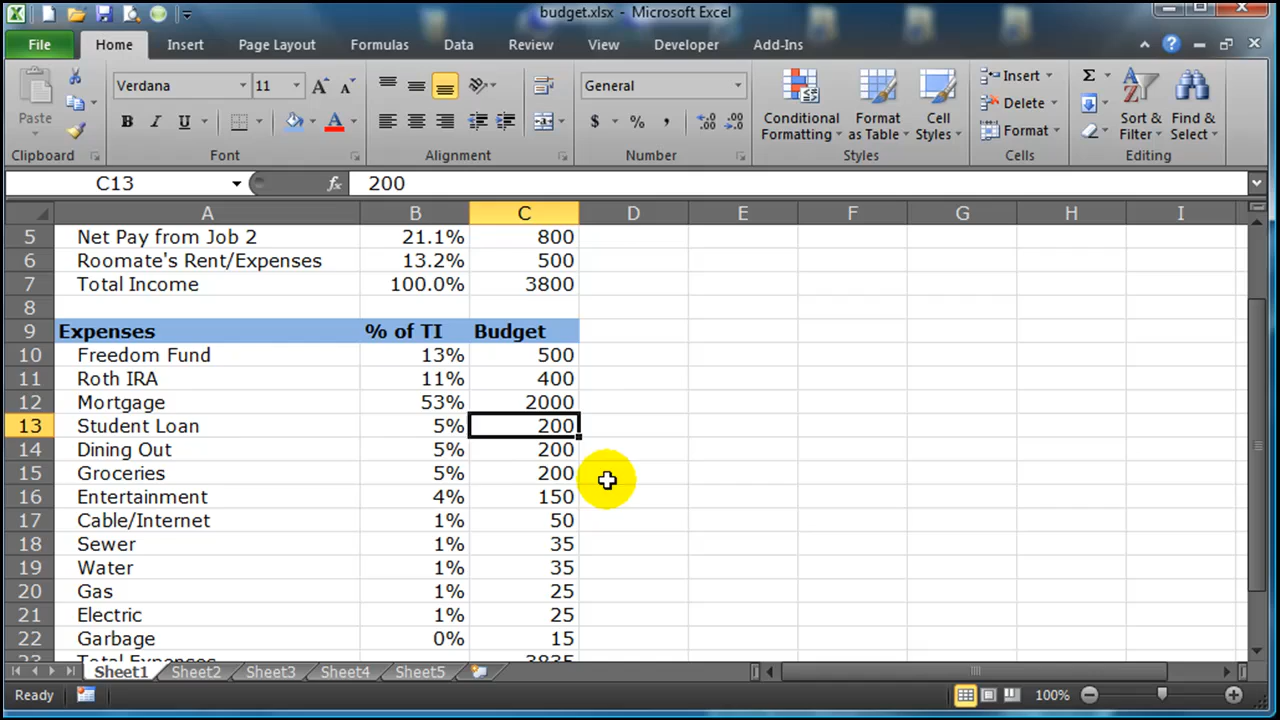 budget.xlsx - Microsoft Excel
File Home Insert Page Layout Formulas Data Review View Developer Add-Ins
Paste
Clipboard
Verdana 11
B I U A
Font
Alignment
General
$ % ,
Number
Conditional Formatting
Format as Table
Cell Styles
Styles
Insert
Delete
Format
Cells
Σ
Sort & Filter
Find & Select
Editing
C13 fx 200
A B C D E F G H I
5 Net Pay from Job 2 21.1% 800
6 Roomate's Rent/Expenses 13.2% 500
7 Total Income 100.0% 3800
8
9 Expenses % of TI Budget
10 Freedom Fund 13% 500
11 Roth IRA 11% 400
12 Mortgage 53% 2000
13 Student Loan 5% 200
14 Dining Out 5% 200
15 Groceries 5% 200
16 Entertainment 4% 150
17 Cable/Internet 1% 50
18 Sewer 1% 35
19 Water 1% 35
20 Gas 1% 25
21 Electric 1% 25
22 Garbage 0% 15
23 Total Expenses 3835
Sheet1 Sheet2 Sheet3 Sheet4 Sheet5
Ready 100%